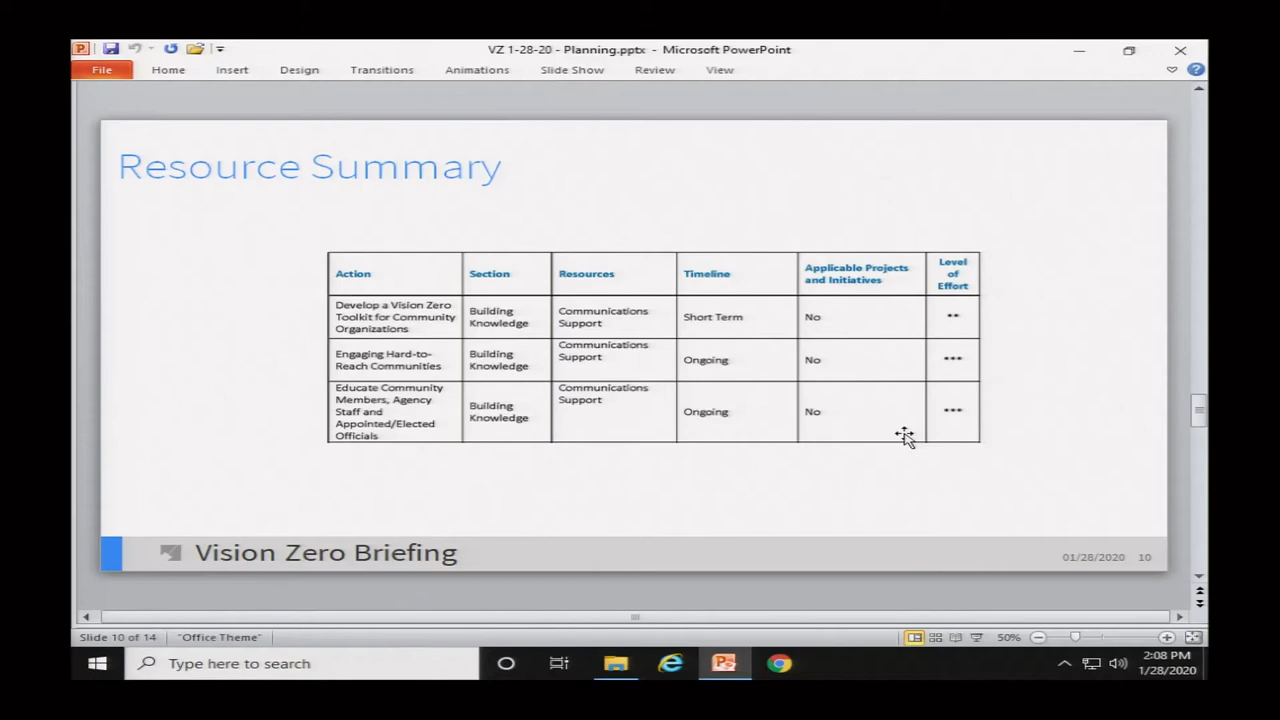 VZ 1-28-20 - Planning.pptx - Microsoft PowerPoint
File Home Insert Design Transitions Animations Slide Show Review View
Resource Summary
Action Section Resources Timeline Applicable Projects and Initiatives Level of Effort
Develop a Vision Zero Toolkit for Community Organizations Building Knowledge Communications Support Short Term No **
Engaging Hard-to-Reach Communities Building Knowledge Communications Support Ongoing No ***
Educate Community Members, Agency Staff and Appointed/Elected Officials Building Knowledge Communications Support Ongoing No ***
Vision Zero Briefing
01/28/2020 10
Slide 10 of 14 "Office Theme" 50%
Type here to search
2:08 PM
1/28/2020